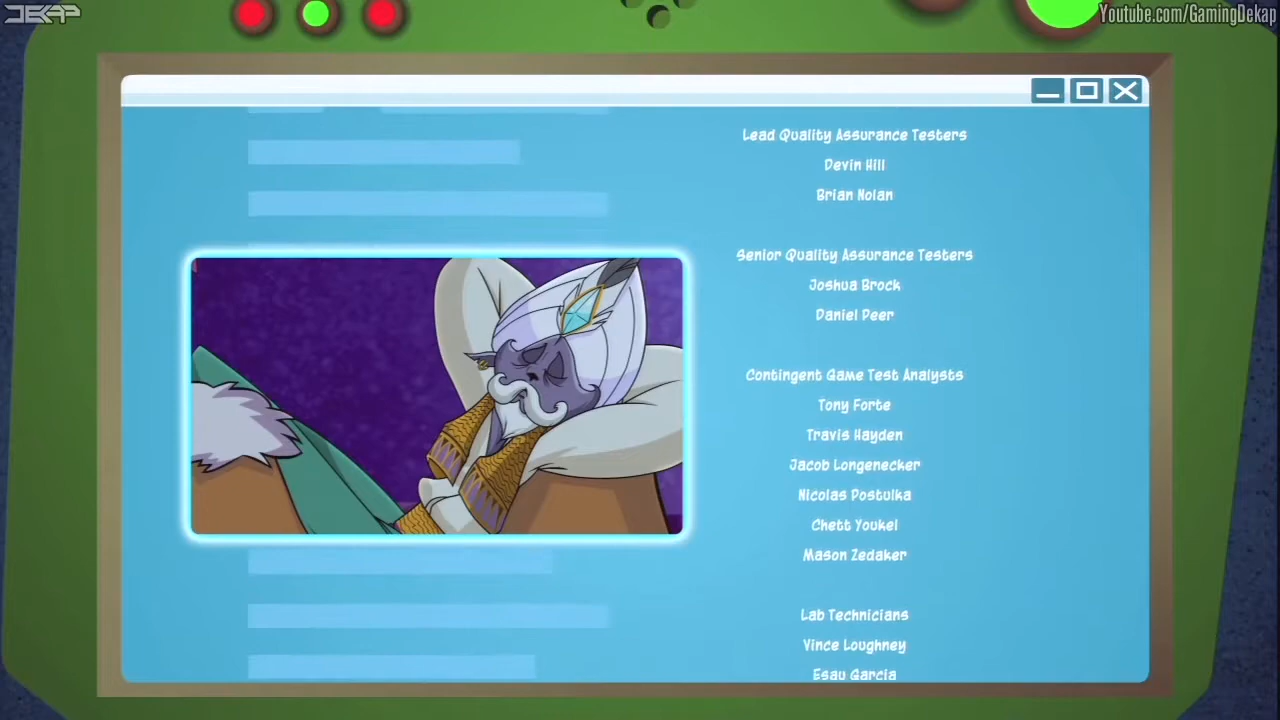 DEKAP
Youtube.com/GamingDekap
Lead Quality Assurance Testers
Devin Hill
Brian Nolan
Senior Quality Assurance Testers
Joshua Brock
Daniel Peer
Contingent Game Test Analysts
Tony Forte
Travis Hayden
Jacob Longenecker
Nicolas Postulka
Chett Youkel
Mason Zedaker
Lab Technicians
Vince Loughney
Esau Garcia